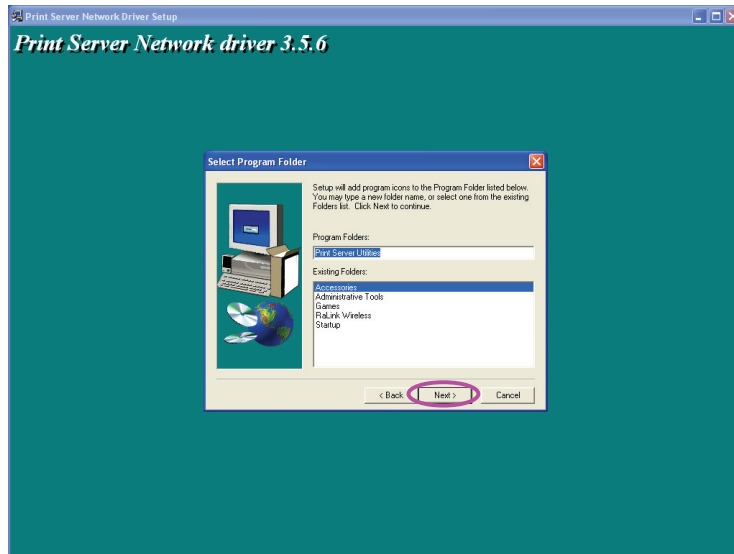 Print Server Network Driver Setup
Print Server Network driver 3.5.6
Select Program Folder
Setup will add program icons to the Program Folder listed below.
You may type a new folder name, or select one from the existing
Folders list. Click Next to continue.
Program Folders:
Print Server Utilities
Existing Folders:
Accessories
Administrative Tools
Games
RaLink Wireless
Startup
< Back
Next >
Cancel